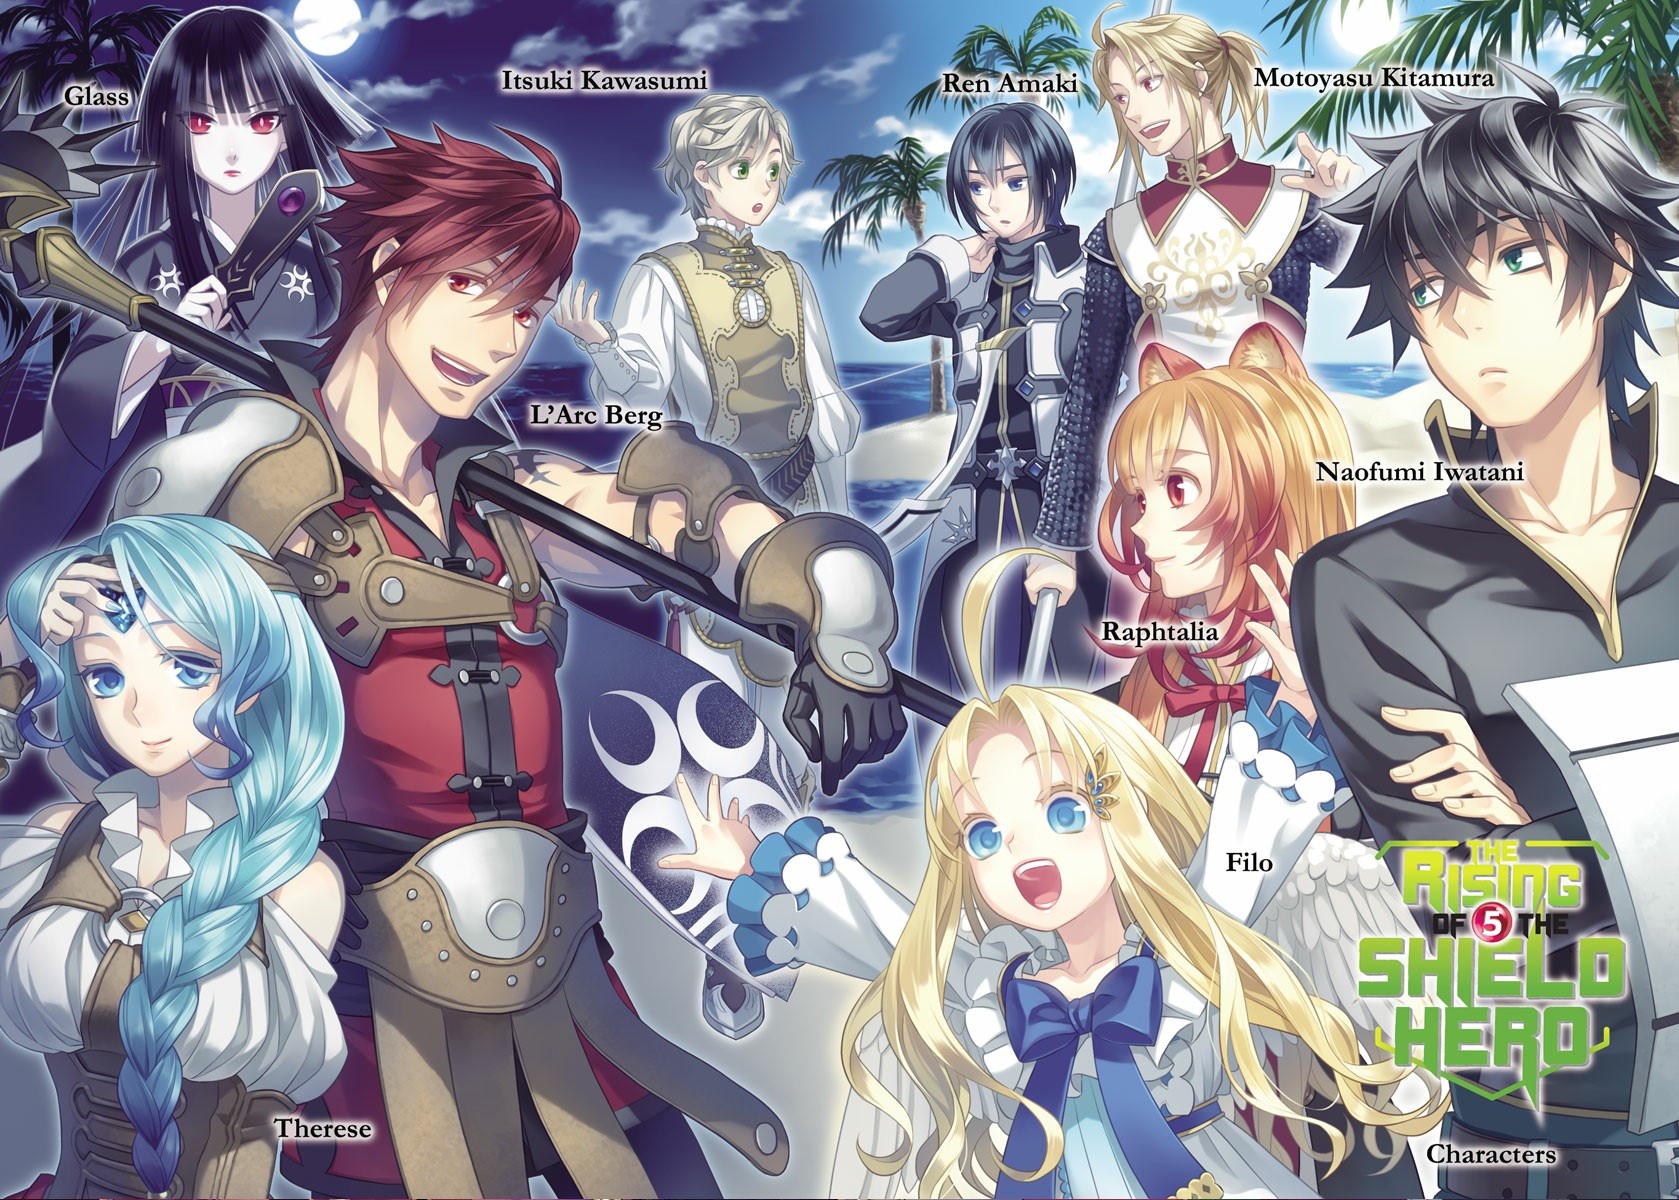 Glass
Itsuki Kawasumi
Ren Amaki
Motoyasu Kitamura
L'Arc Berg
Naofumi Iwatani
Raphtalia
Filo
Therese
THE
RISING
OF 5 THE
SHIELD
HERO
Characters